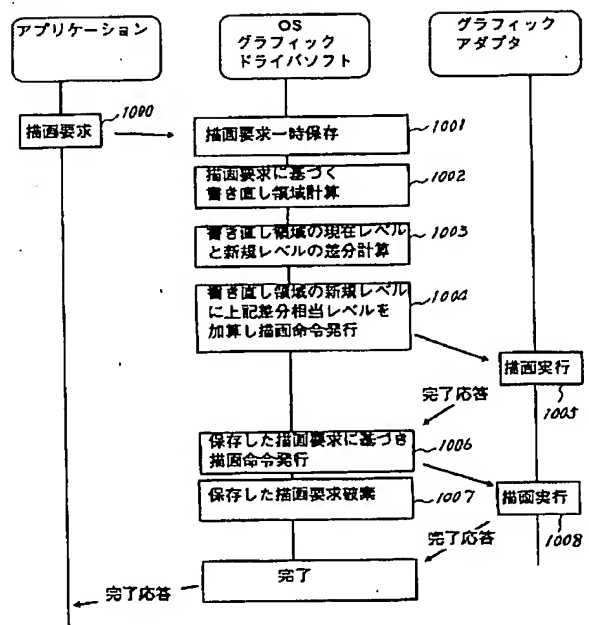 アプリケーション
OS
グラフィック
ドライバソフト
グラフィック
アダプタ
描画要求
1000
描画要求一時保存
1001
描画要求に基づく
書き直し領域計算
1002
書き直し領域の現在レベル
と新規レベルの差分計算
1003
書き直し領域の新規レベル
に上記差分相当レベルを
加算し描画命令発行
1004
描画実行
1005
完了応答
保存した描画要求に基づき
描画命令発行
1006
保存した描画要求破棄
1007
描画実行
1008
完了応答
完了
完了応答